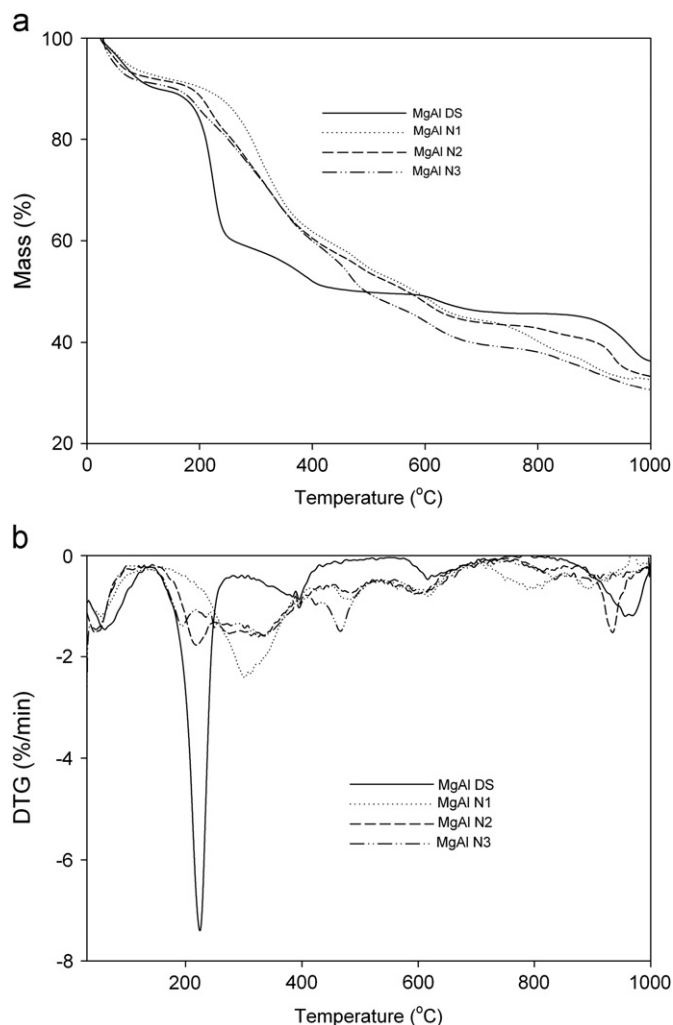 a
100
80
60
40
20
Mass (%)
MgAl DS
MgAl N1
MgAl N2
MgAl N3
0 200 400 600 800 1000
Temperature (°C)
b
0
-2
-4
-6
-8
DTG (%/min)
MgAl DS
MgAl N1
MgAl N2
MgAl N3
200 400 600 800 1000
Temperature (°C)